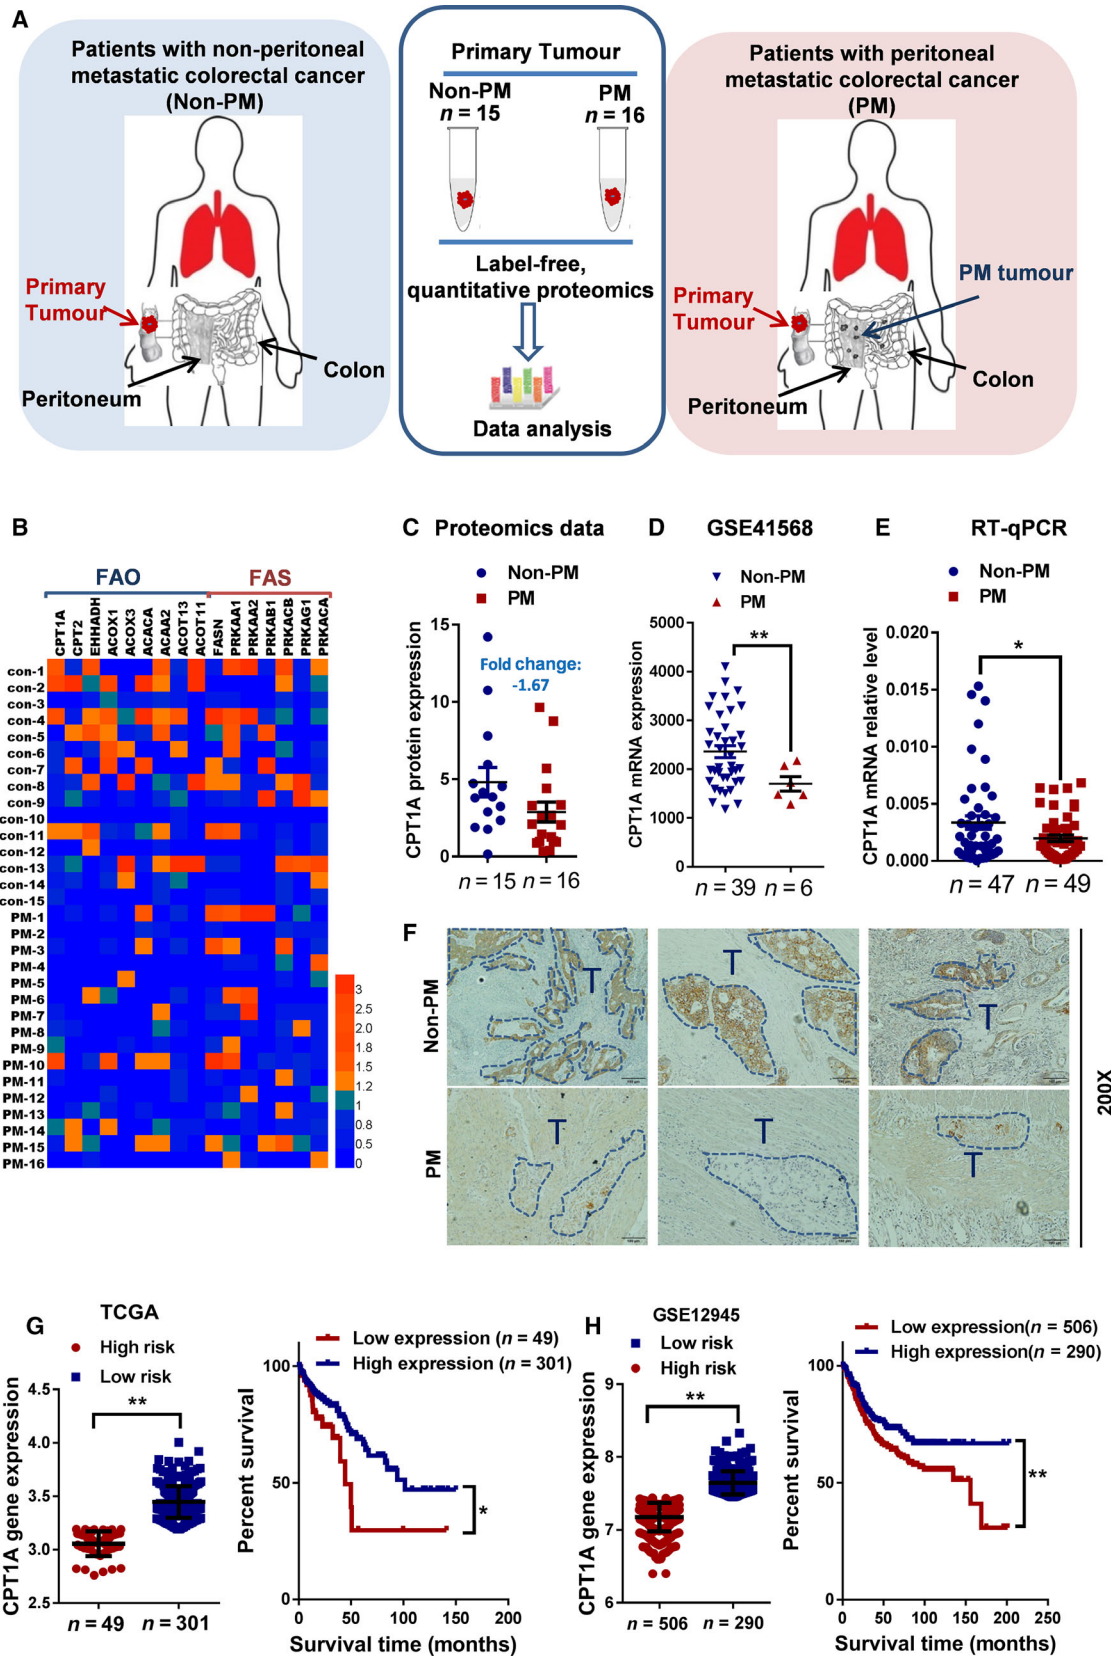 A
Patients with non-peritoneal
metastatic colorectal cancer
(Non-PM)
Primary
Tumour
Peritoneum
Colon
Primary Tumour
Non-PM
n = 15
PM
n = 16
Label-free,
quantitative proteomics
Data analysis
Patients with peritoneal
metastatic colorectal cancer
(PM)
PM tumour
Primary
Tumour
Peritoneum
Colon
B
FAO
FAS
CPT1A
CPT2
EHHADH
ACOX1
ACOX3
ACACA
ACAA2
ACOT13
ACOT11
FASN
PRKAA1
PRKAA2
PRKAB1
PRKACB
PRKAG1
PRKACA
con-1
con-2
con-3
con-4
con-5
con-6
con-7
con-8
con-9
con-10
con-11
con-12
con-13
con-14
con-15
PM-1
PM-2
PM-3
PM-4
PM-5
PM-6
PM-7
PM-8
PM-9
PM-10
PM-11
PM-12
PM-13
PM-14
PM-15
PM-16
3
2.5
2.0
1.5
1.2
1
0.8
0.5
0
C
Proteomics data
Non-PM
PM
CPT1A protein expression
15
10
5
0
Fold change:
-1.67
n = 15
n = 16
D
GSE41568
Non-PM
PM
CPT1A mRNA expression
5000
4000
3000
2000
1000
0
**
n = 39
n = 6
E
RT-qPCR
Non-PM
PM
CPT1A mRNA relative level
0.020
0.015
0.010
0.005
0.000
*
n = 47
n = 49
F
Non-PM
T
T
T
PM
T
T
T
200X
G
TCGA
High risk
Low risk
CPT1A gene expression
4.5
4.0
3.5
3.0
2.5
**
n = 49
n = 301
Low expression (n = 49)
High expression (n = 301)
Percent survival
100
50
0
*
0
50
100
150
200
Survival time (months)
H
GSE12945
Low risk
High risk
CPT1A gene expression
9
8
7
6
**
n = 506
n = 290
Low expression(n = 506)
High expression(n = 290)
Percent survival
100
50
0
**
0
50
100
150
200
250
Survival time (months)